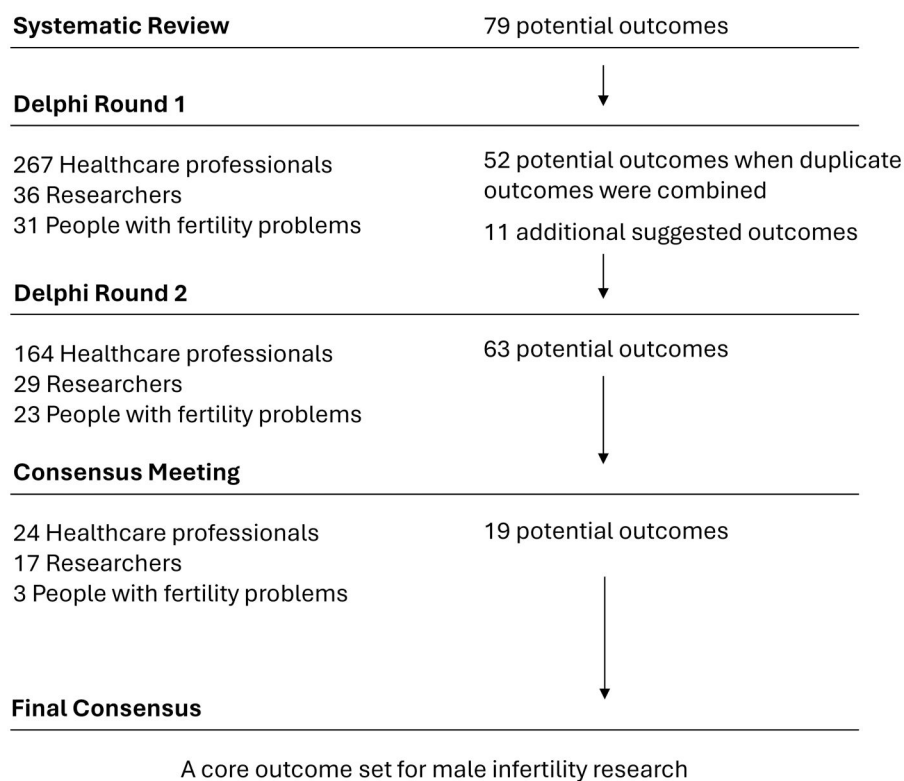 Systematic Review
79 potential outcomes
Delphi Round 1
267 Healthcare professionals
36 Researchers
31 People with fertility problems
52 potential outcomes when duplicate
outcomes were combined
11 additional suggested outcomes
Delphi Round 2
164 Healthcare professionals
29 Researchers
23 People with fertility problems
63 potential outcomes
Consensus Meeting
24 Healthcare professionals
17 Researchers
3 People with fertility problems
19 potential outcomes
Final Consensus
A core outcome set for male infertility research